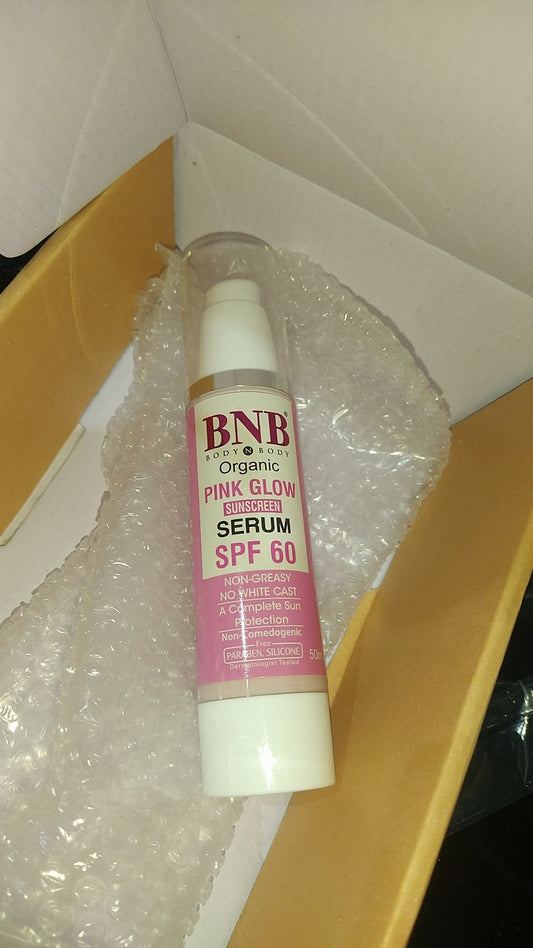 BNB®
BODY N BODY
Organic
PINK GLOW
SUNSCREEN
SERUM
SPF 60
NON-GREASY
NO WHITE CAST
A Complete Sun
Protection
Non-Comedogenic
Free
PARABEN, SILICONE
Dermatologist Tested